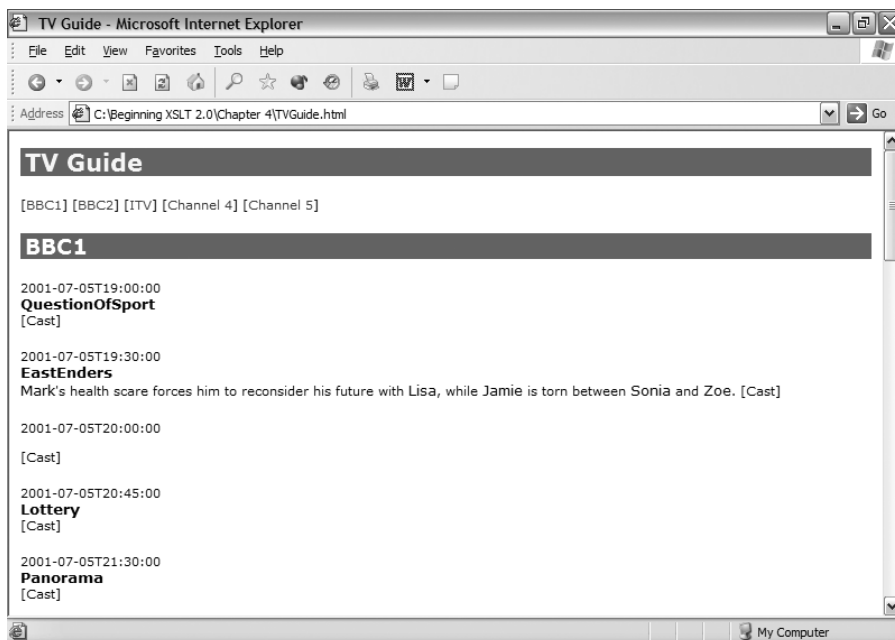 TV Guide - Microsoft Internet Explorer
File Edit View Favorites Tools Help
Address C:\Beginning XSLT 2.0\Chapter 4\TVGuide.html Go
TV Guide
[BBC1] [BBC2] [ITV] [Channel 4] [Channel 5]
BBC1
2001-07-05T19:00:00
QuestionOfSport
[Cast]
2001-07-05T19:30:00
EastEnders
Mark's health scare forces him to reconsider his future with Lisa, while Jamie is torn between Sonia and Zoe. [Cast]
2001-07-05T20:00:00
[Cast]
2001-07-05T20:45:00
Lottery
[Cast]
2001-07-05T21:30:00
Panorama
[Cast]
My Computer